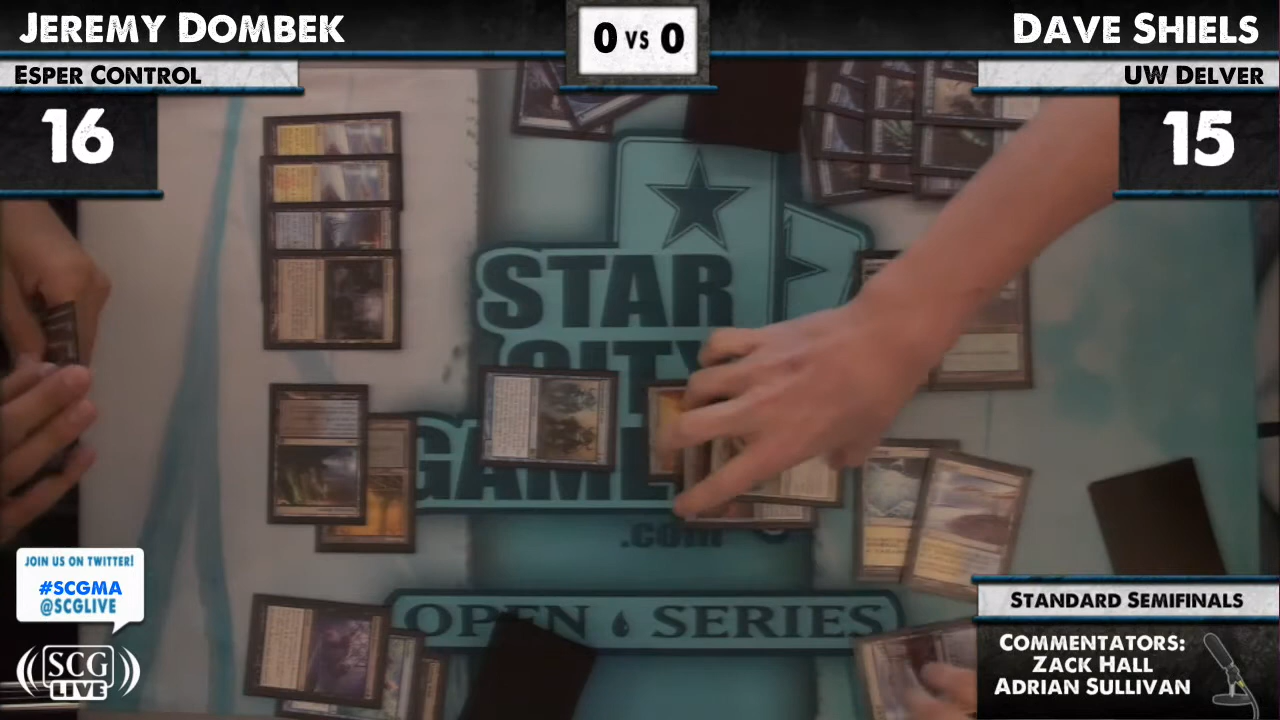 JEREMY DOMBEK
0 VS 0
DAVE SHIELS
ESPER CONTROL
UW DELVER
16
15
STAR
CITY
GAMES
.com
OPEN SERIES
JOIN US ON TWITTER!
#SCGMA
@SCGLIVE
SCG
LIVE
STANDARD SEMIFINALS
COMMENTATORS:
ZACK HALL
ADRIAN SULLIVAN